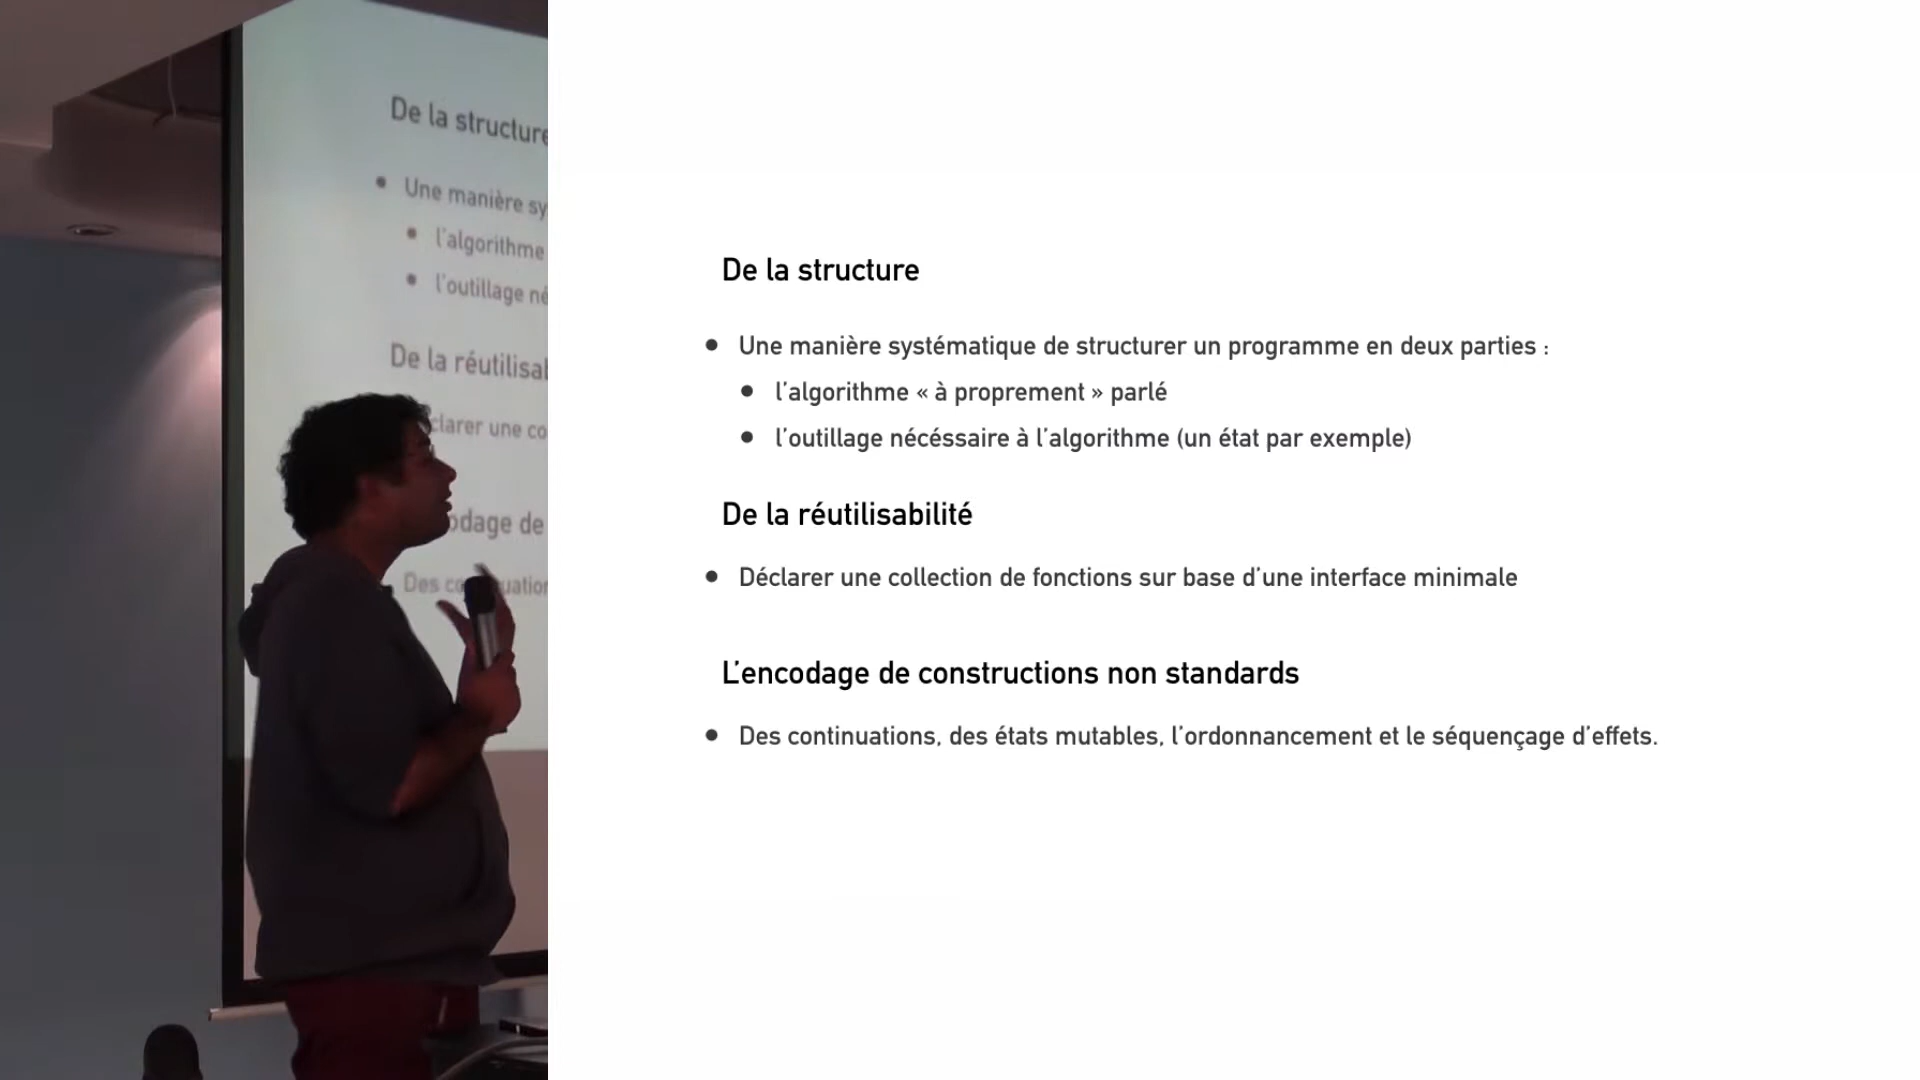 De la structure
Une manière sy
l'algorithme
l'outillage né
De la réutilisab
clarer une co
odage de
Des co uation
De la structure
• Une manière systématique de structurer un programme en deux parties :
• l'algorithme « à proprement » parlé
• l'outillage nécéssaire à l'algorithme (un état par exemple)
De la réutilisabilité
• Déclarer une collection de fonctions sur base d'une interface minimale
L'encodage de constructions non standards
• Des continuations, des états mutables, l'ordonnancement et le séquençage d'effets.